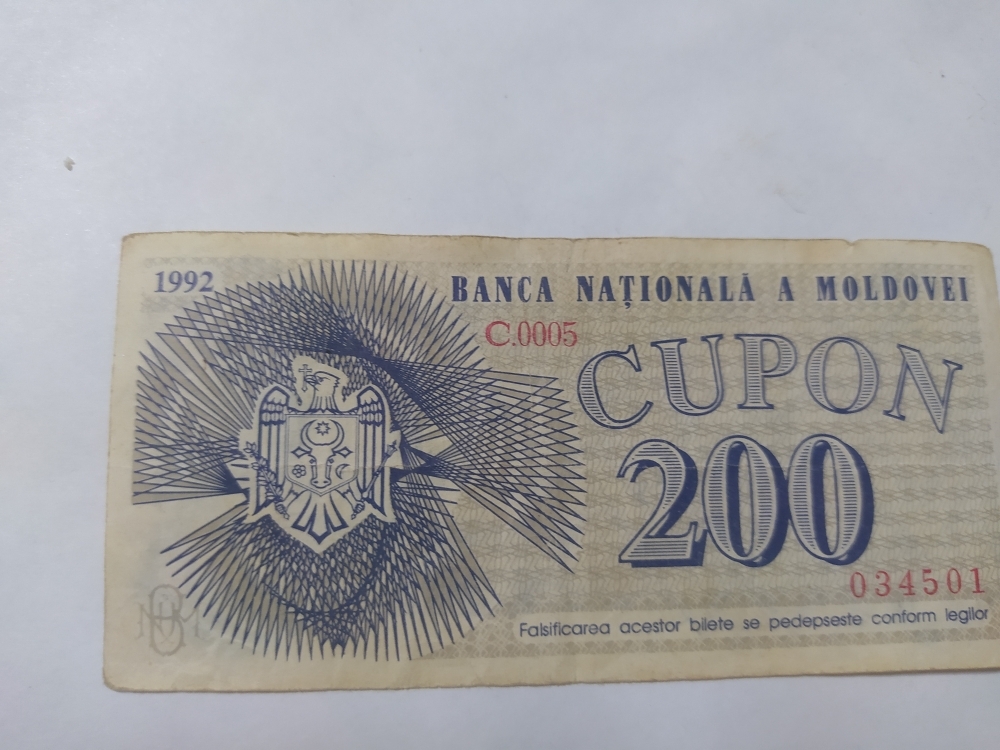 1992
BANCA NAȚIONALĂ A MOLDOVEI
C.0005
CUPON
200
034501
Falsificarea acestor bilete se pedepseste conform legilor